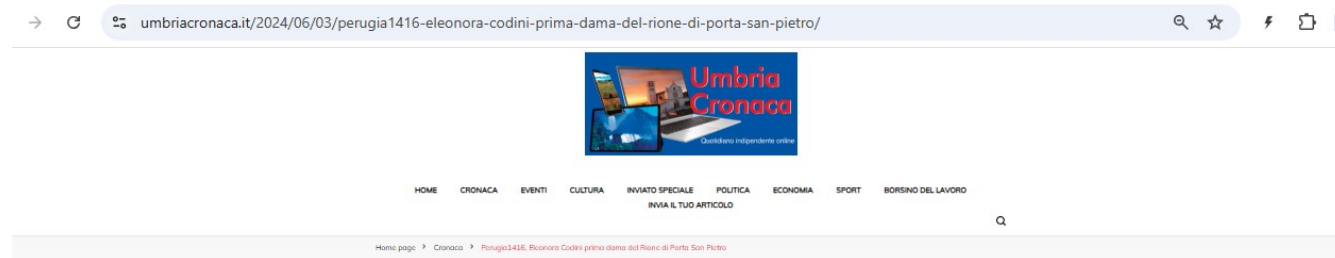 umbriacronaca.it/2024/06/03/perugia1416-eleonora-codini-prima-dama-del-rione-di-porta-san-pietro/
Umbria
Cronaca
Quotidiano indipendente online
HOME CRONACA EVENTI CULTURA INVIATO SPECIALE POLITICA ECONOMIA SPORT BORSINO DEL LAVORO
INVIA IL TUO ARTICOLO
Home page > Cronaca > Perugia1416, Eleonora Codini prima dama del Rione di Porta San Pietro